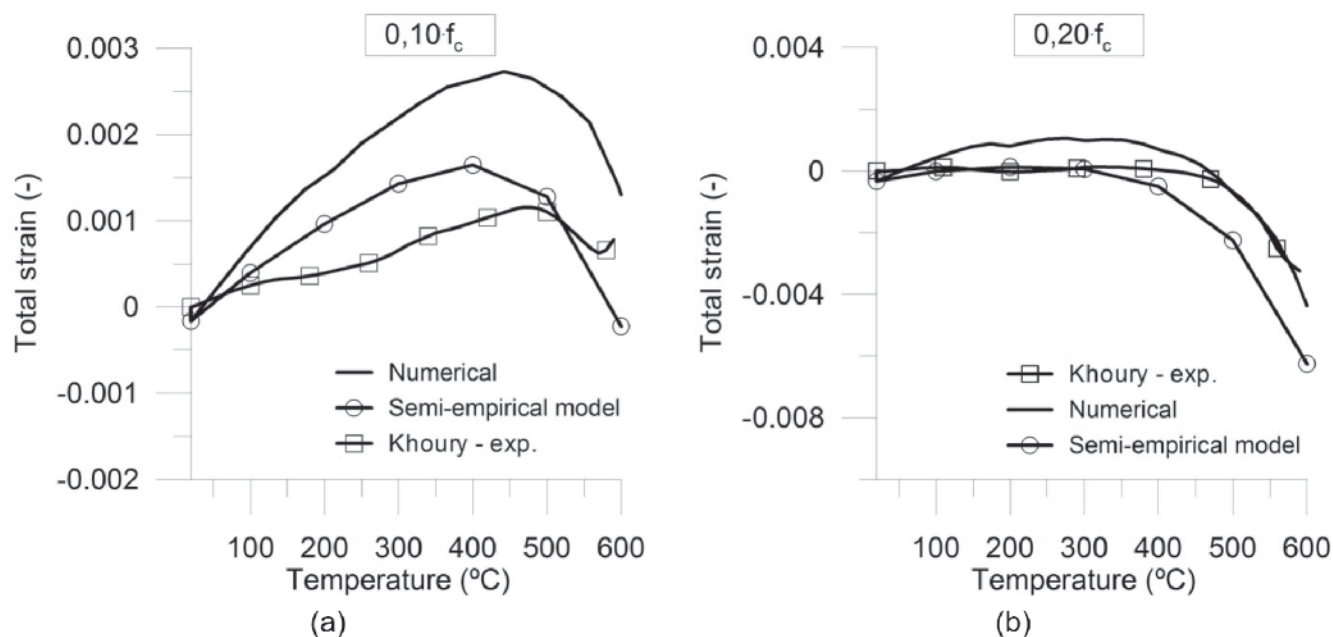 0,10·f_c
0.003
0.002
0.001
0
-0.001
-0.002
Total strain (-)
Numerical
Semi-empirical model
Khoury - exp.
100 200 300 400 500 600
Temperature (ºC)
(a)
0,20·f_c
0.004
0
-0.004
-0.008
Total strain (-)
Khoury - exp.
Numerical
Semi-empirical model
100 200 300 400 500 600
Temperature (ºC)
(b)